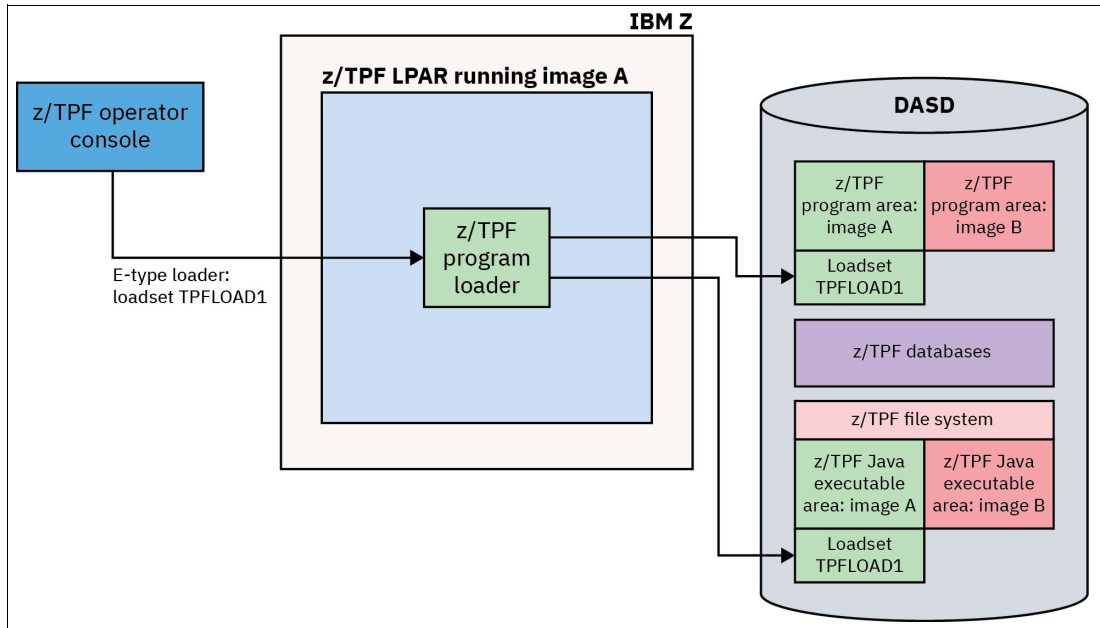 IBM Z
z/TPF LPAR running image A
z/TPF operator
console
z/TPF
program
loader
E-type loader:
loadset TPFLOAD1
DASD
z/TPF
program area:
image A
z/TPF
program area:
image B
Loadset
TPFLOAD1
z/TPF databases
z/TPF file system
z/TPF Java
executable
area: image A
z/TPF Java
executable
area: image B
Loadset
TPFLOAD1